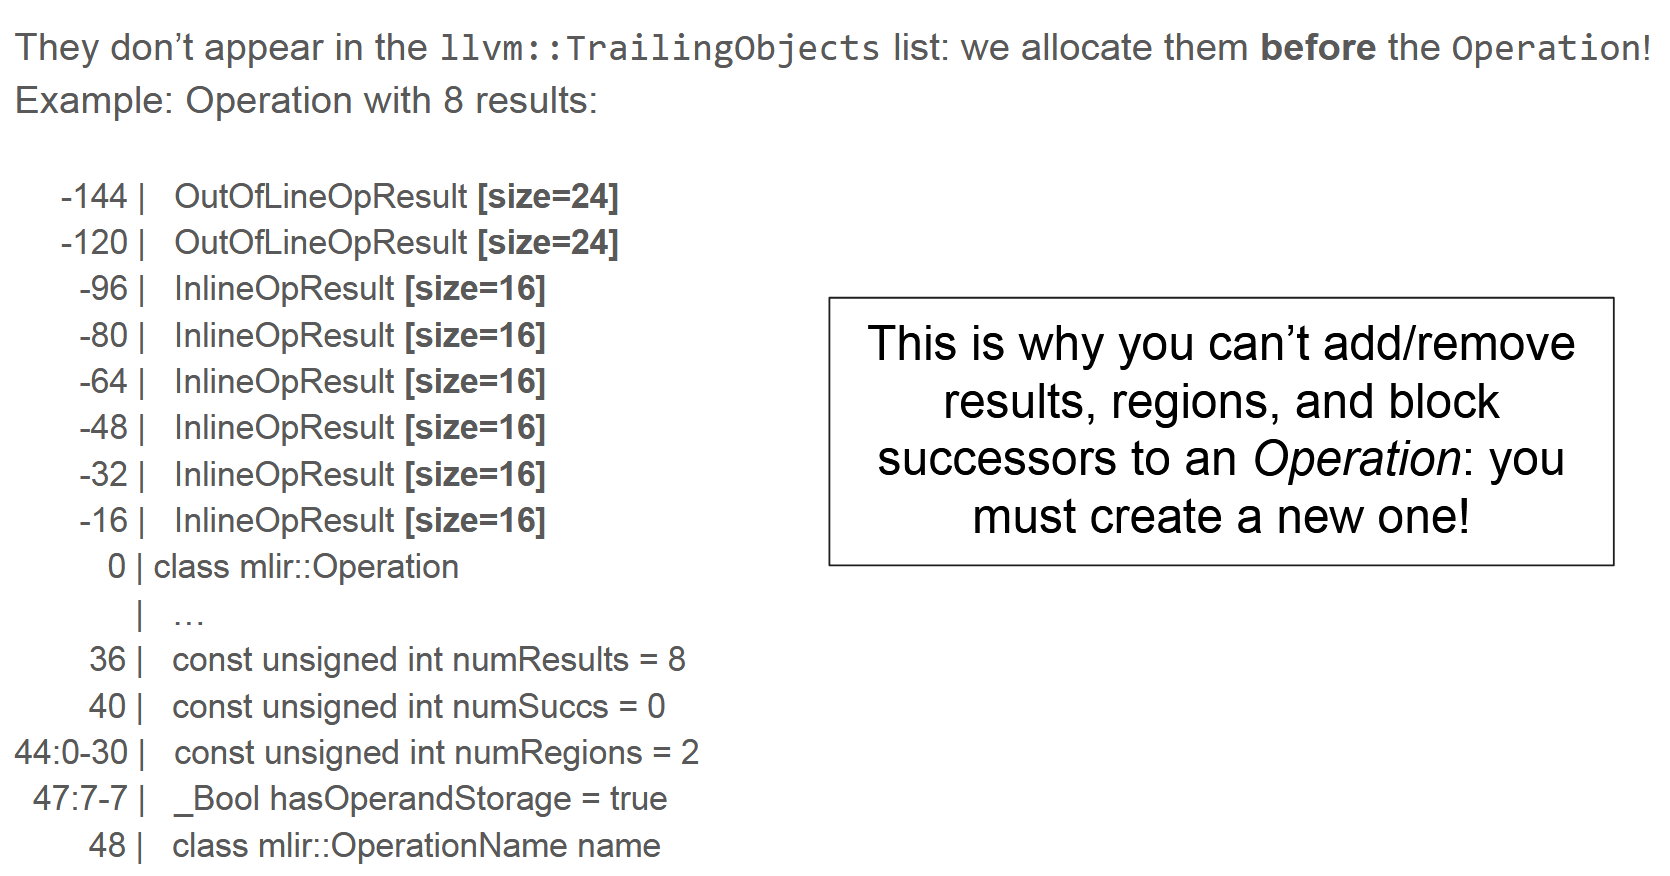 They don’t appear in the llvm::TrailingObjects list: we allocate them before the Operation!
Example: Operation with 8 results:
-144 | OutOfLineOpResult [size=24]
-120 | OutOfLineOpResult [size=24]
-96 | InlineOpResult [size=16]
-80 | InlineOpResult [size=16]
-64 | InlineOpResult [size=16]
-48 | InlineOpResult [size=16]
-32 | InlineOpResult [size=16]
-16 | InlineOpResult [size=16]
0 | class mlir::Operation
| …
36 | const unsigned int numResults = 8
40 | const unsigned int numSuccs = 0
44:0-30 | const unsigned int numRegions = 2
47:7-7 | _Bool hasOperandStorage = true
48 | class mlir::OperationName name
This is why you can’t add/remove
results, regions, and block
successors to an Operation: you
must create a new one!